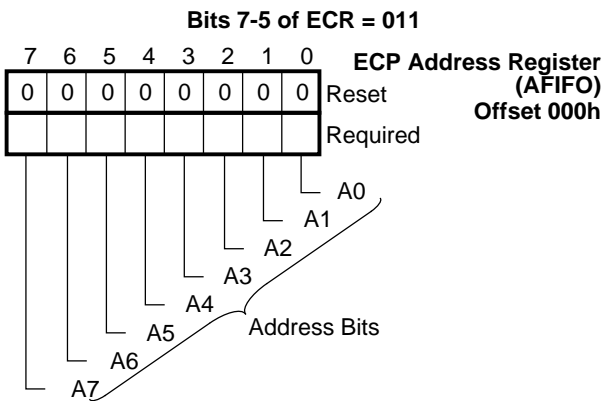 Bits 7-5 of ECR = 011
7 6 5 4 3 2 1 0
ECP Address Register
(AFIFO)
Offset 000h
0 0 0 0 0 0 0 0 Reset
Required
A0
A1
A2
A3
A4
A5
A6
A7
Address Bits